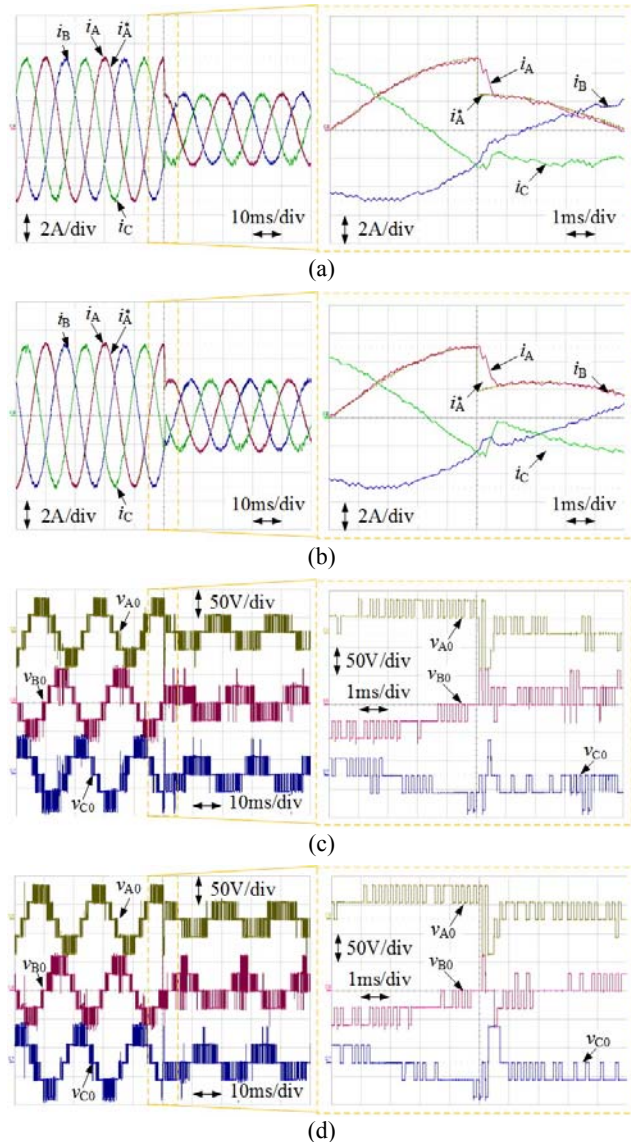 iB iA i*A
iA
iB
i*A
iC
2A/div
iC
10ms/div
2A/div
1ms/div
(a)
iB iA i*A
iA
iB
i*A
iC
2A/div
iC
10ms/div
2A/div
1ms/div
(b)
vA0
50V/div
vA0
50V/div
vB0
vB0
1ms/div
vC0
vC0
10ms/div
(c)
vA0
50V/div
vA0
50V/div
vB0
vB0
1ms/div
vC0
vC0
10ms/div
(d)